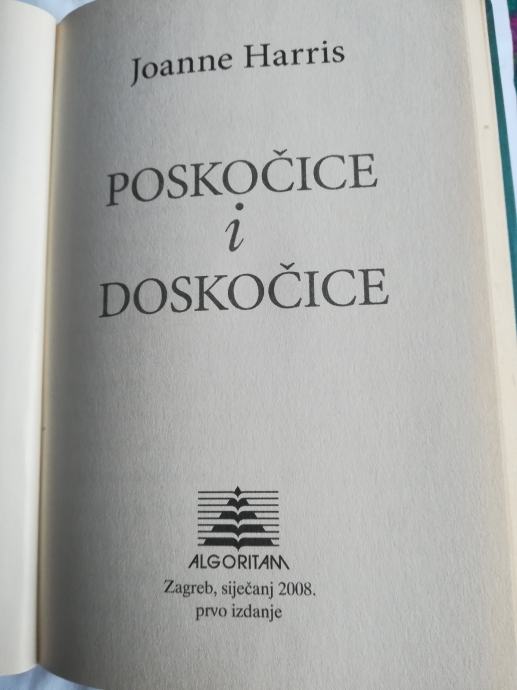 Joanne Harris
POSKOČICE
i
DOSKOČICE
ALGORITAM
Zagreb, siječanj 2008.
prvo izdanje